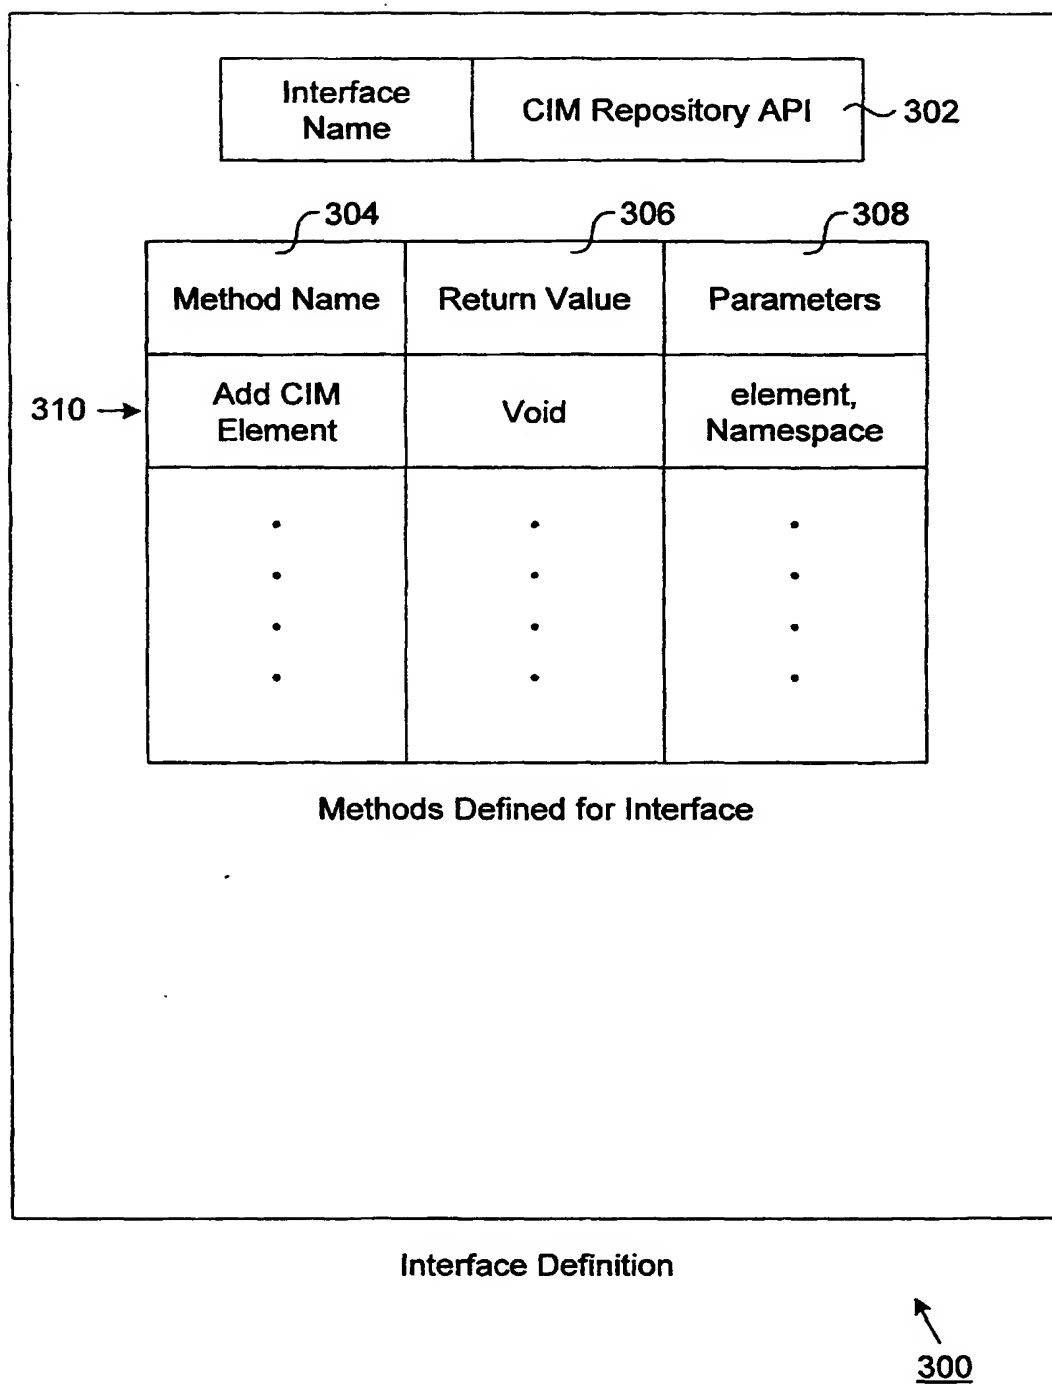 Interface
Name
CIM Repository API
302
304
306
308
Method Name
Return Value
Parameters
310
Add CIM
Element
Void
element,
Namespace
Methods Defined for Interface
Interface Definition
300